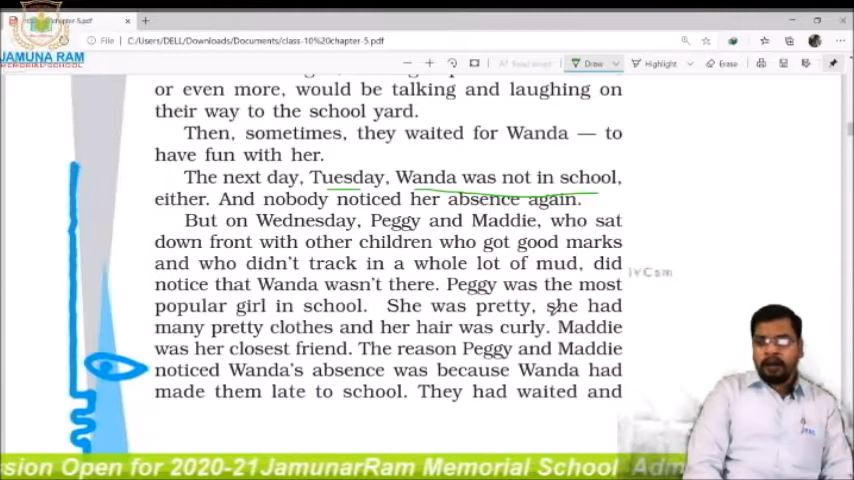 JAMUNA RAM
MEMORIAL SCHOOL
File
C:/Users/DELL/Downloads/Documents/class-10%20chapter-5.pdf
Draw
Highlight
Erase
or even more, would be talking and laughing on
their way to the school yard.
Then, sometimes, they waited for Wanda — to
have fun with her.
The next day, Tuesday, Wanda was not in school,
either. And nobody noticed her absence again.
But on Wednesday, Peggy and Maddie, who sat
down front with other children who got good marks
and who didn't track in a whole lot of mud, did
notice that Wanda wasn't there. Peggy was the most
popular girl in school. She was pretty, she had
many pretty clothes and her hair was curly. Maddie
was her closest friend. The reason Peggy and Maddie
noticed Wanda's absence was because Wanda had
made them late to school. They had waited and
ssion Open for 2020-21JamunarRam Memorial School Adm